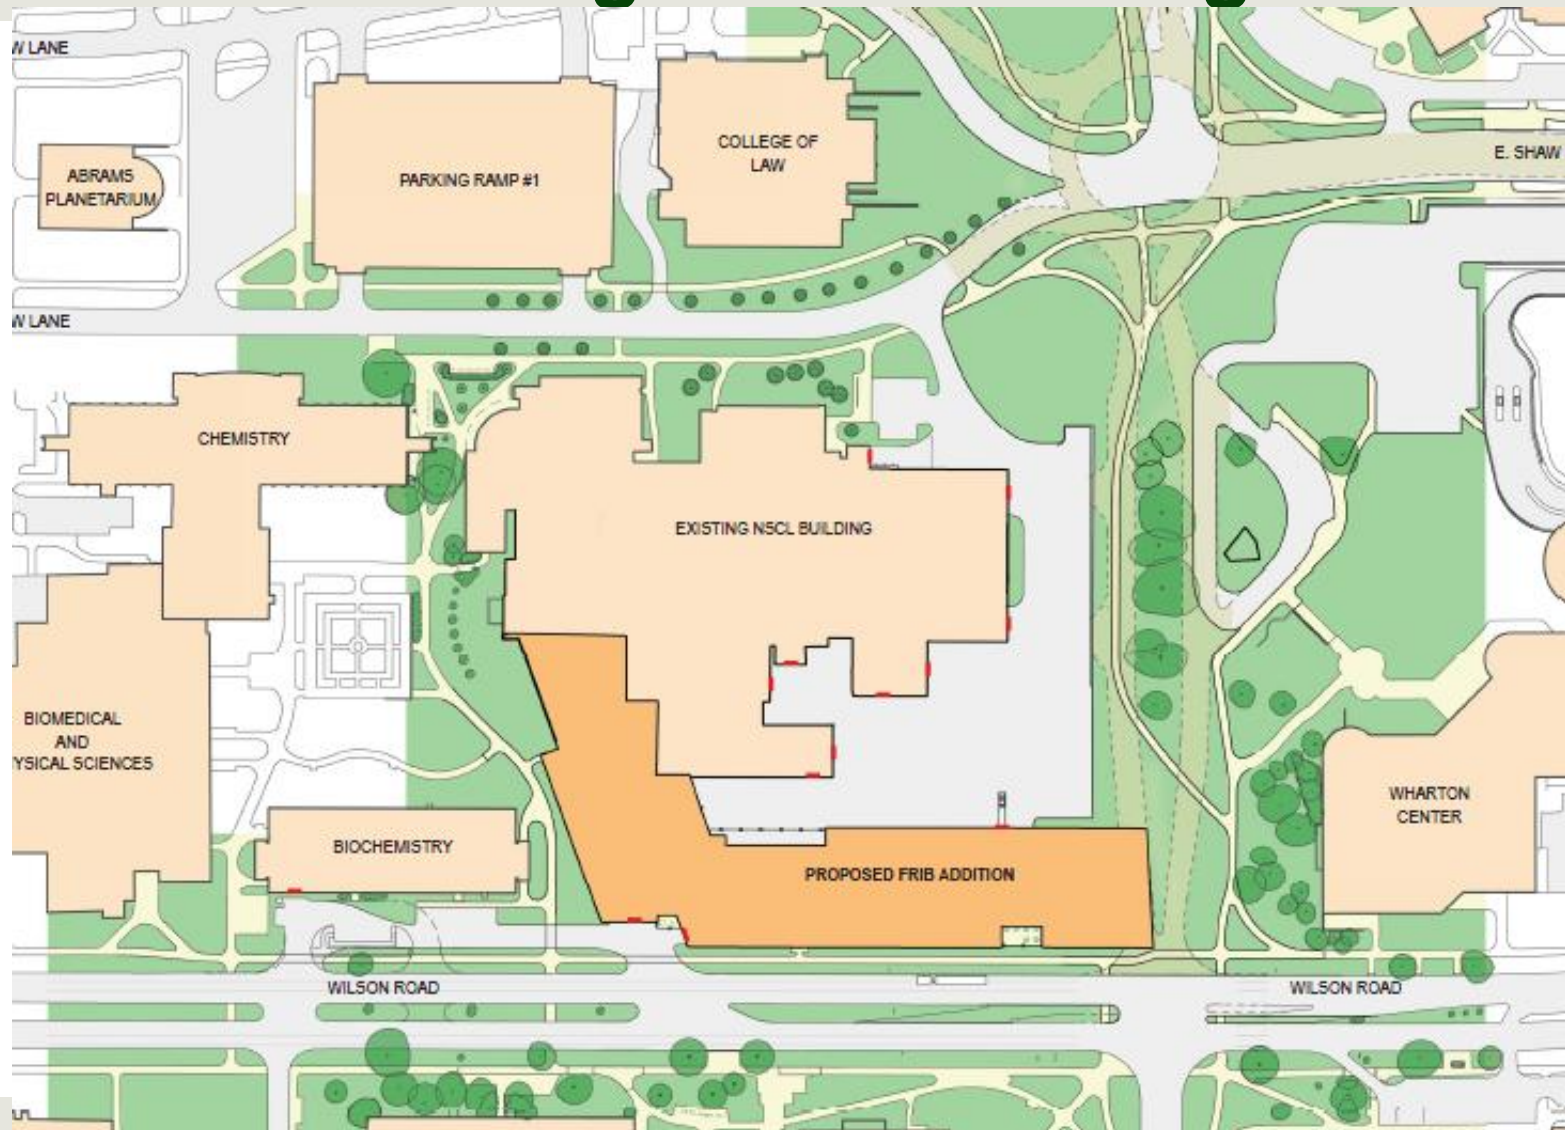 W LANE
E. SHAW
COLLEGE OF
LAW
ABRAMS
PLANETARIUM
PARKING RAMP #1
W LANE
CHEMISTRY
EXISTING NSCL BUILDING
BIOMEDICAL
AND
YSICAL SCIENCES
WHARTON
CENTER
BIOCHEMISTRY
PROPOSED FRIB ADDITION
WILSON ROAD
WILSON ROAD